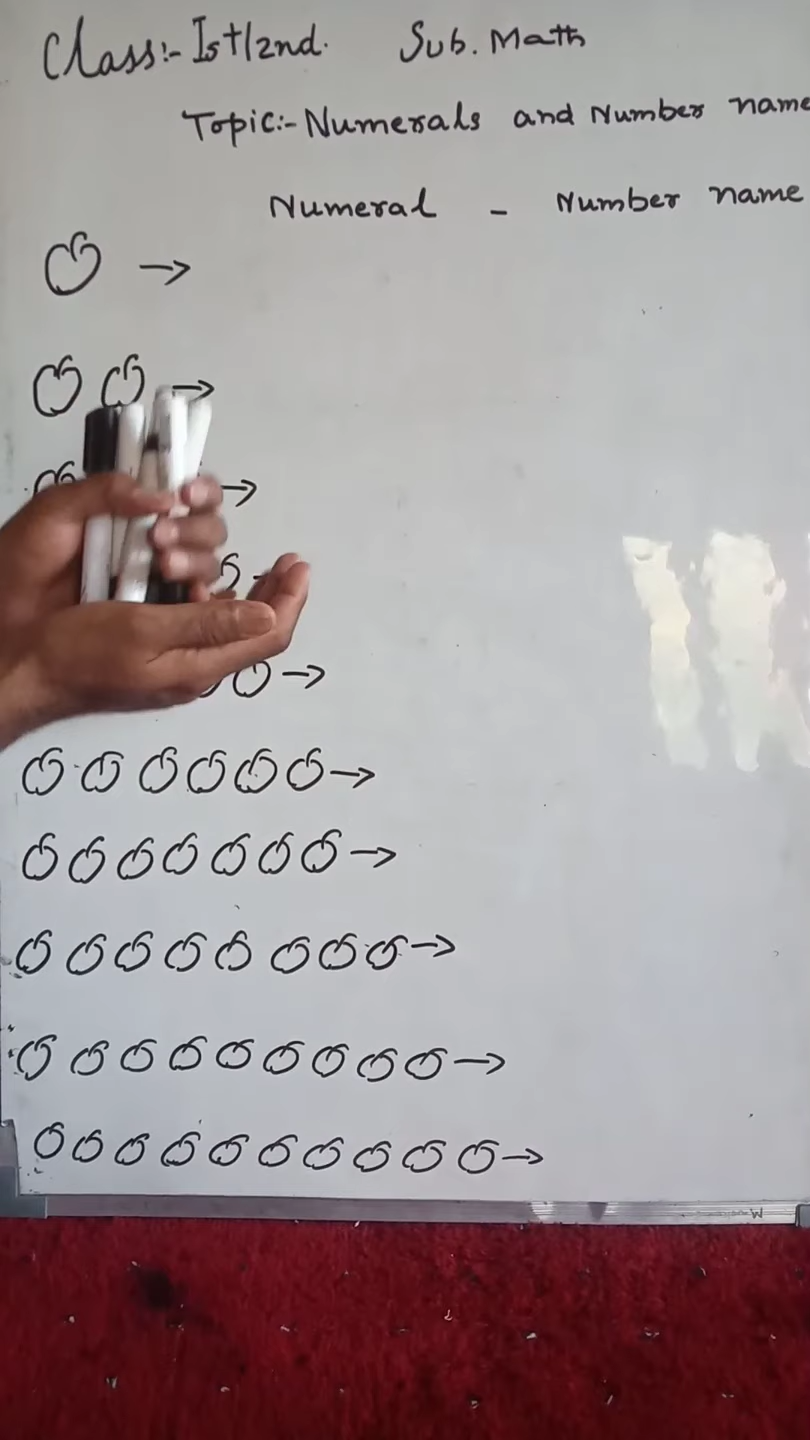 Class:- Ist/2nd. Sub. Math
Topic:- Numerals and Number name
Numeral - Number name